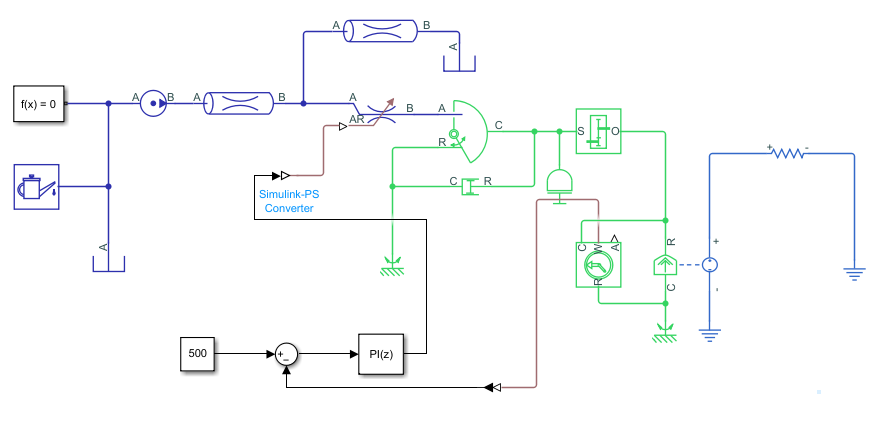 A B
A
f(x) = 0
A B A B A B A
AR
C
R
S O
+ -
Simulink-PS
Converter
C R
A
C W A
R
R
C
+
-
500
+
−
PI(z)